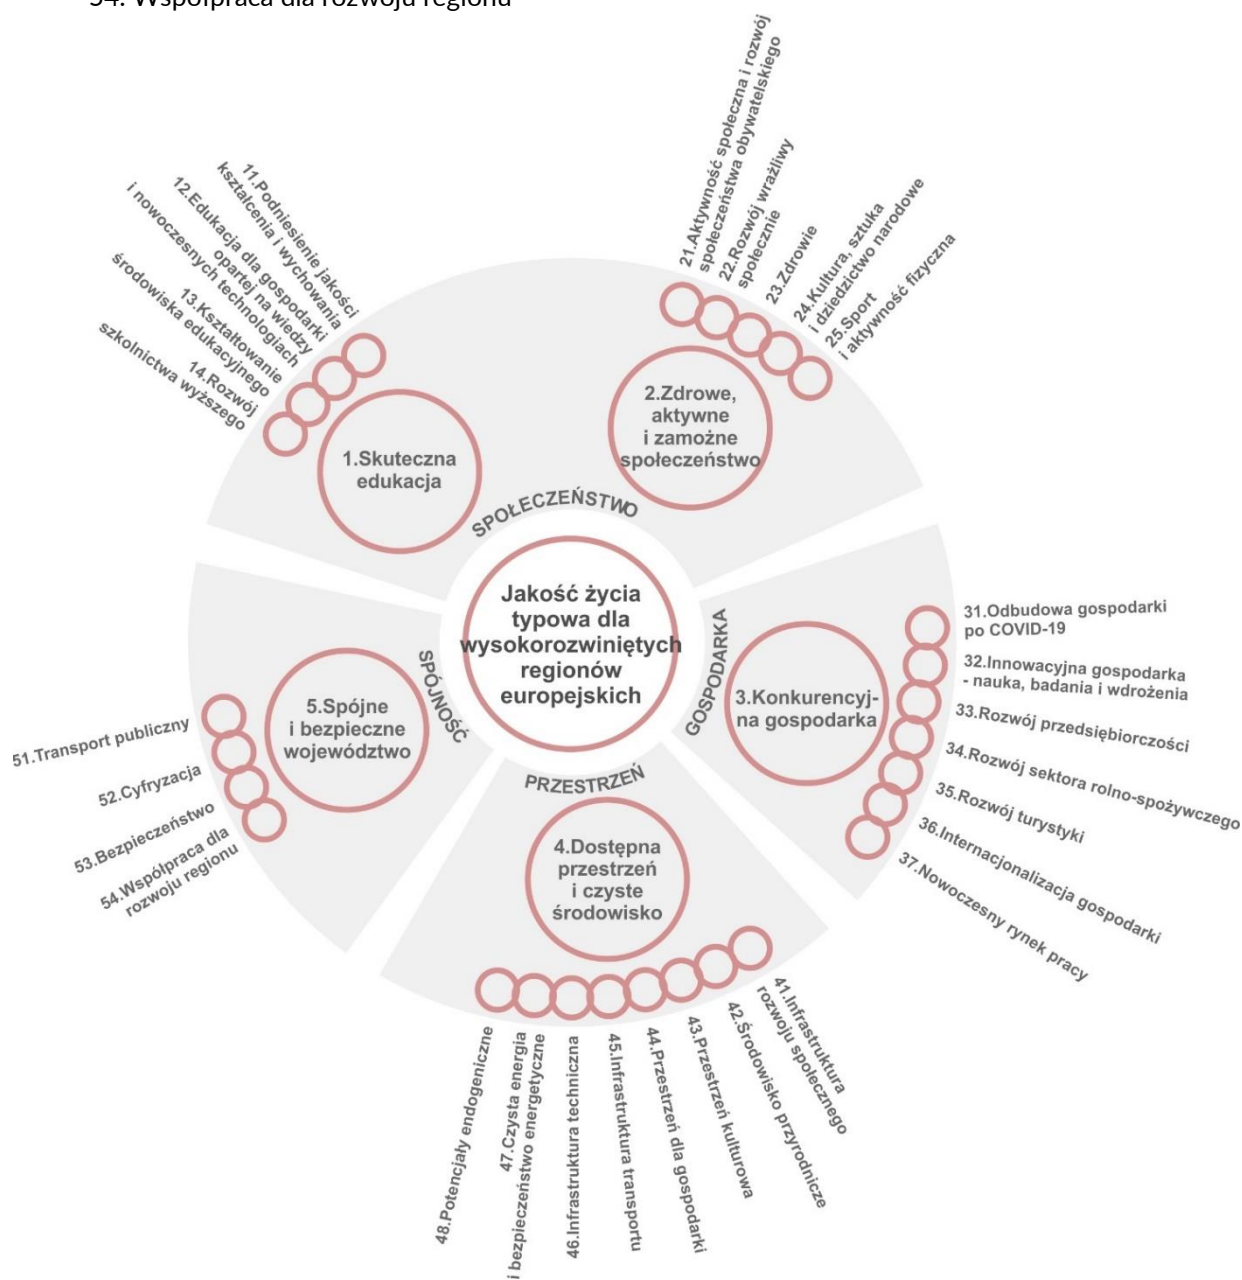 54. Współpraca dla rozwoju regionu
11.Podniesienie jakości
kształcenia i wychowania
12.Edukacja dla gospodarki
opartej na wiedzy
i nowoczesnych technologiach
13.Kształtowanie
środowiska edukacyjnego
14.Rozwój
szkolnictwa wyższego
21.Aktywność społeczna i rozwój
społeczeństwa obywatelskiego
22.Rozwój wrażliwy
społecznie
23.Zdrowie
24.Kultura, sztuka
i dziedzictwo narodowe
25.Sport
i aktywność fizyczna
1.Skuteczna
edukacja
2.Zdrowe,
aktywne
i zamożne
społeczeństwo
SPOŁECZEŃSTWO
Jakość życia
typowa dla
wysokorozwiniętych
regionów
europejskich
GOSPODARKA
3.Konkurencyj-
na gospodarka
31.Odbudowa gospodarki
po COVID-19
32.Innowacyjna gospodarka
- nauka, badania i wdrożenia
33.Rozwój przedsiębiorczości
34.Rozwój sektora rolno-spożywczego
35.Rozwój turystyki
36.Internacjonalizacja gospodarki
37.Nowoczesny rynek pracy
SPÓJNOŚĆ
5.Spójne
i bezpieczne
województwo
51.Transport publiczny
52.Cyfryzacja
53.Bezpieczeństwo
54.Współpraca dla
rozwoju regionu
PRZESTRZEŃ
4.Dostępna
przestrzeń
i czyste
środowisko
41.Infrastruktura
rozwoju społecznego
42.Środowisko przyrodnicze
43.Przestrzeń kulturowa
44.Przestrzeń dla gospodarki
45.Infrastruktura transportu
46.Infrastruktura techniczna
47.Czysta energia
i bezpieczeństwo energetyczne
48.Potencjały endogeniczne